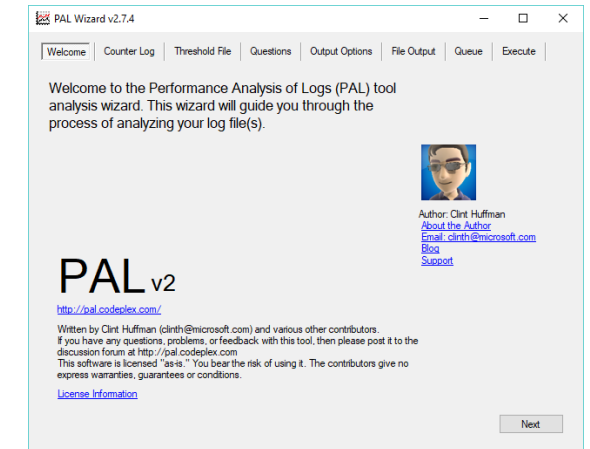 PAL Wizard v2.7.4
Welcome Counter Log Threshold File Questions Output Options File Output Queue Execute
Welcome to the Performance Analysis of Logs (PAL) tool
analysis wizard. This wizard will guide you through the
process of analyzing your log file(s).
Author: Clint Huffman
About the Author
Email: clinth@microsoft.com
Blog
Support
PAL v2
http://pal.codeplex.com/
Written by Clint Huffman (clinth@microsoft.com) and various other contributors.
If you have any questions, problems, or feedback with this tool, then please post it to the
discussion forum at http://pal.codeplex.com
This software is licensed "as-is." You bear the risk of using it. The contributors give no
express warranties, guarantees or conditions.
License Information
Next